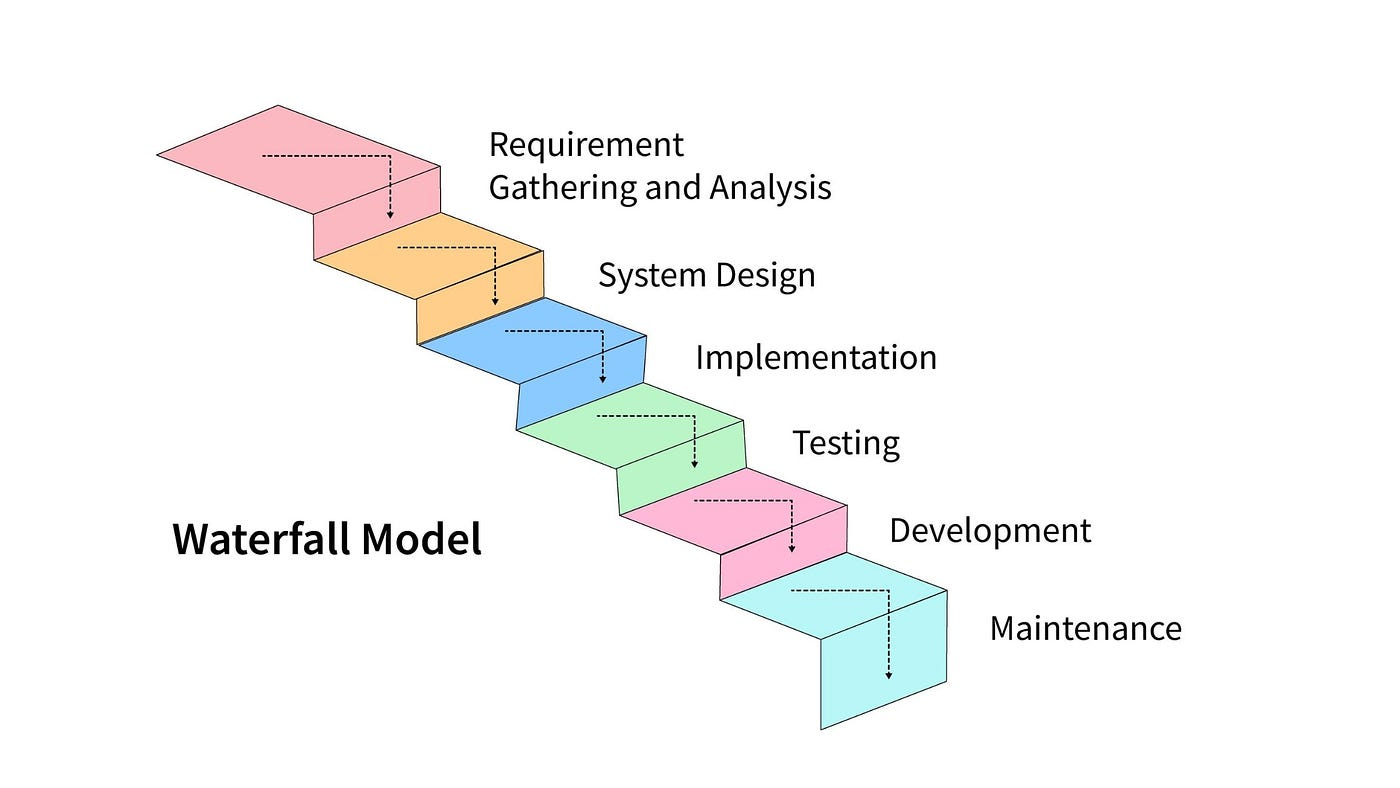 Requirement
Gathering and Analysis
System Design
Implementation
Testing
Development
Waterfall Model
Maintenance